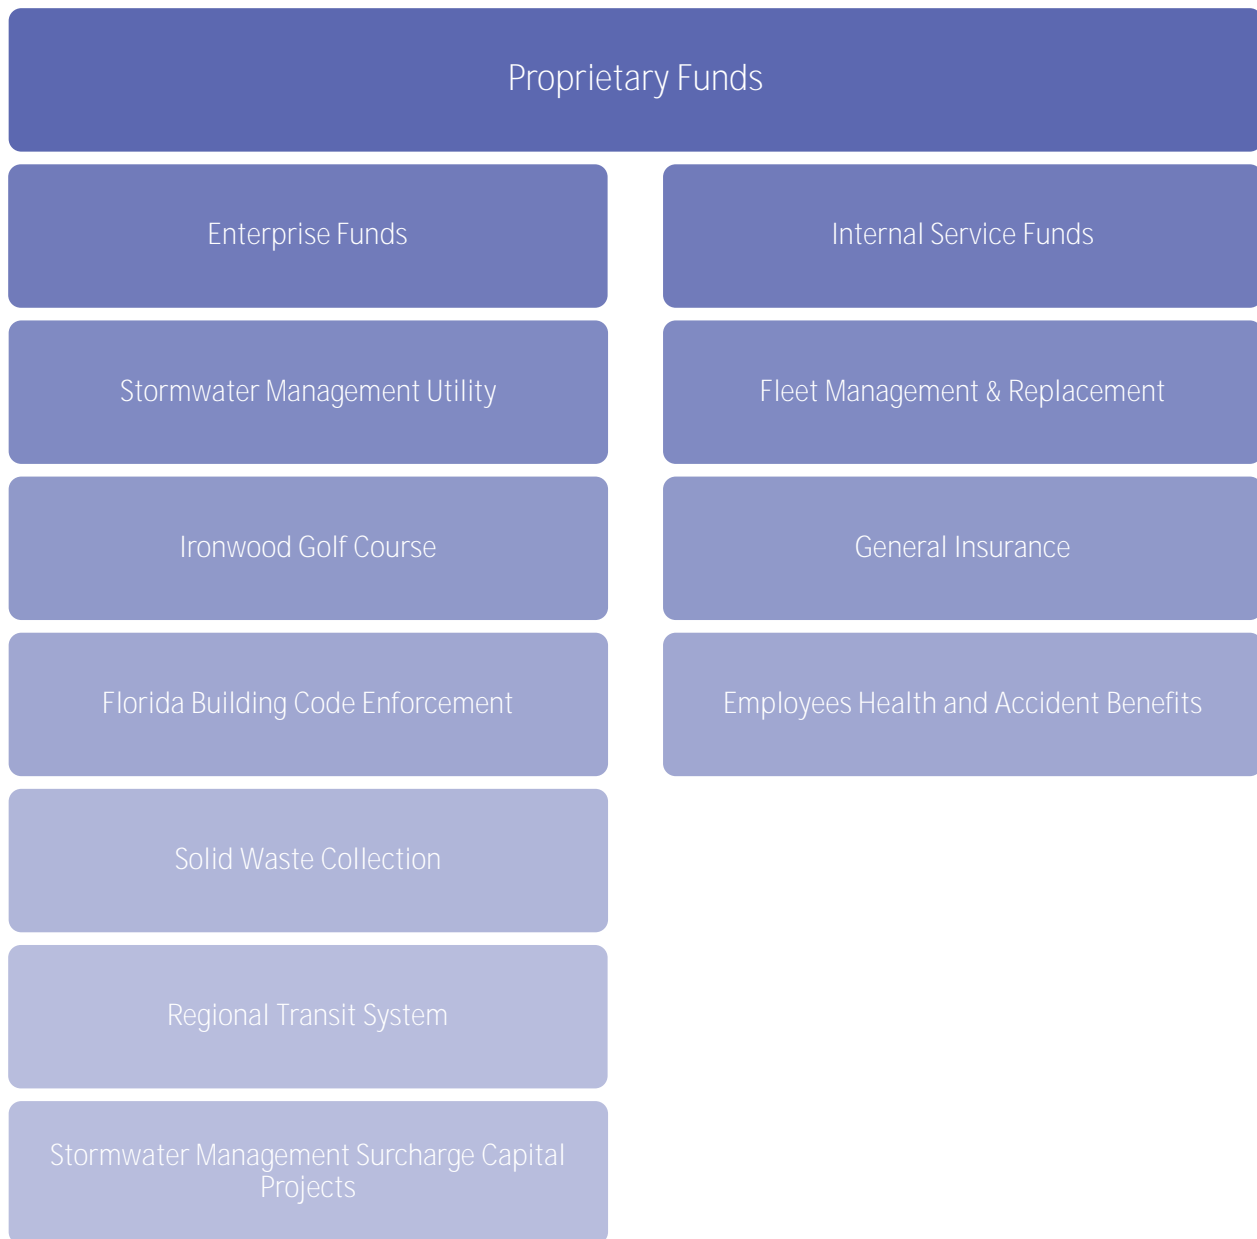 Proprietary Funds
Enterprise Funds
Internal Service Funds
Stormwater Management Utility
Fleet Management & Replacement
Ironwood Golf Course
General Insurance
Florida Building Code Enforcement
Employees Health and Accident Benefits
Solid Waste Collection
Regional Transit System
Stormwater Management Surcharge Capital
Projects